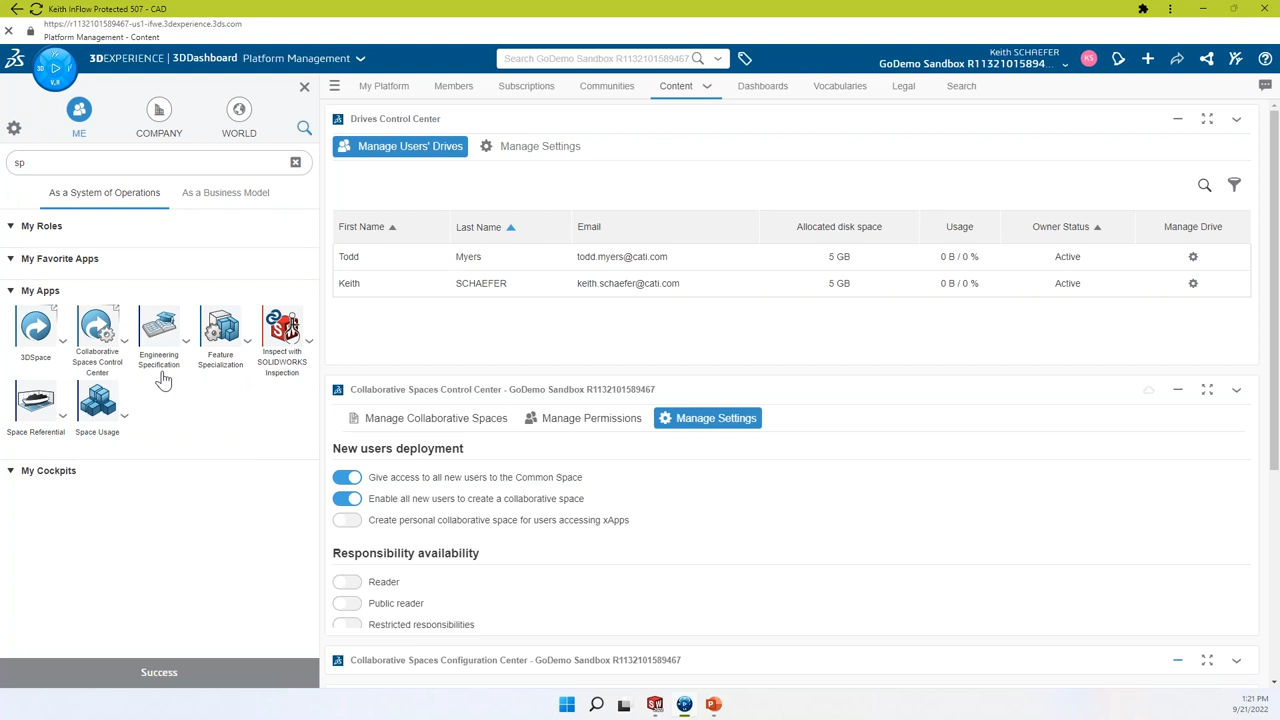 Keith InFlow Protected 507 - CAD
https://r1132101589467-us1-ifwe.3dexperience.3ds.com
Platform Management - Content
3DEXPERIENCE | 3DDashboard Platform Management
Search GoDemo Sandbox R1132101589467
Keith SCHAEFER
GoDemo Sandbox R11321015894...
KS
3D
V.R
ME
COMPANY
WORLD
sp
As a System of Operations
As a Business Model
My Roles
My Favorite Apps
My Apps
3DSpace
Collaborative Spaces Control Center
Engineering Specification
Feature Specialization
Inspect with SOLIDWORKS Inspection
Space Referential
Space Usage
My Cockpits
Success
My Platform
Members
Subscriptions
Communities
Content
Dashboards
Vocabularies
Legal
Search
Drives Control Center
Manage Users' Drives
Manage Settings
First Name Last Name Email Allocated disk space Usage Owner Status Manage Drive
Todd Myers todd.myers@cati.com 5 GB 0 B / 0 % Active
Keith SCHAEFER keith.schaefer@cati.com 5 GB 0 B / 0 % Active
Collaborative Spaces Control Center - GoDemo Sandbox R1132101589467
Manage Collaborative Spaces
Manage Permissions
Manage Settings
New users deployment
Give access to all new users to the Common Space
Enable all new users to create a collaborative space
Create personal collaborative space for users accessing xApps
Responsibility availability
Reader
Public reader
Restricted responsibilities
Collaborative Spaces Configuration Center - GoDemo Sandbox R1132101589467
1:21 PM
9/21/2022